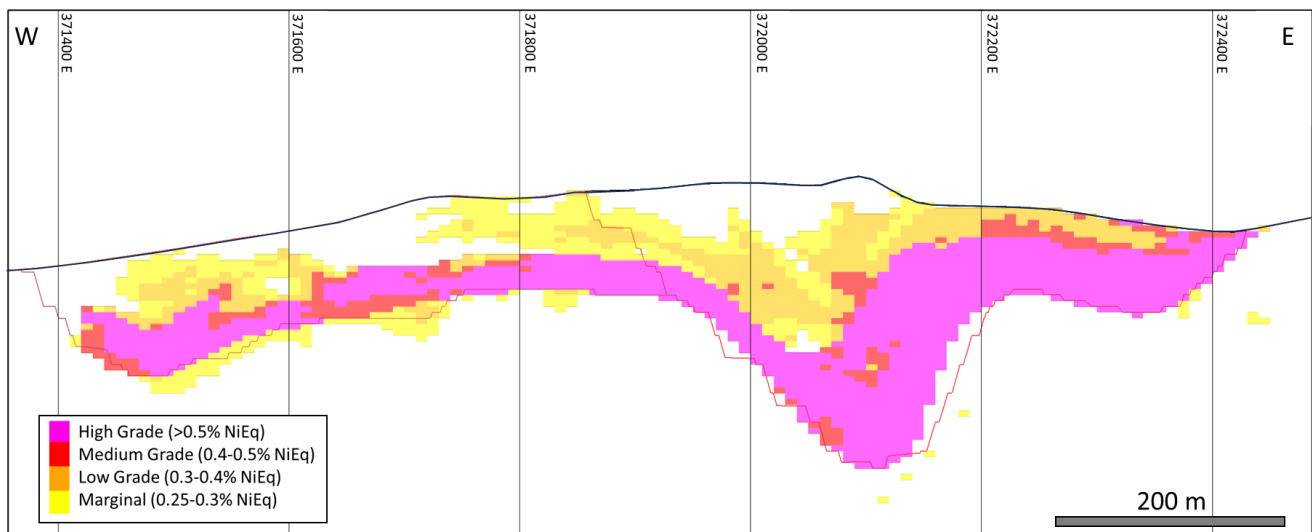 W
E
371400 E
371600 E
371800 E
372000 E
372200 E
372400 E
High Grade (>0.5% NiEq)
Medium Grade (0.4-0.5% NiEq)
Low Grade (0.3-0.4% NiEq)
Marginal (0.25-0.3% NiEq)
200 m